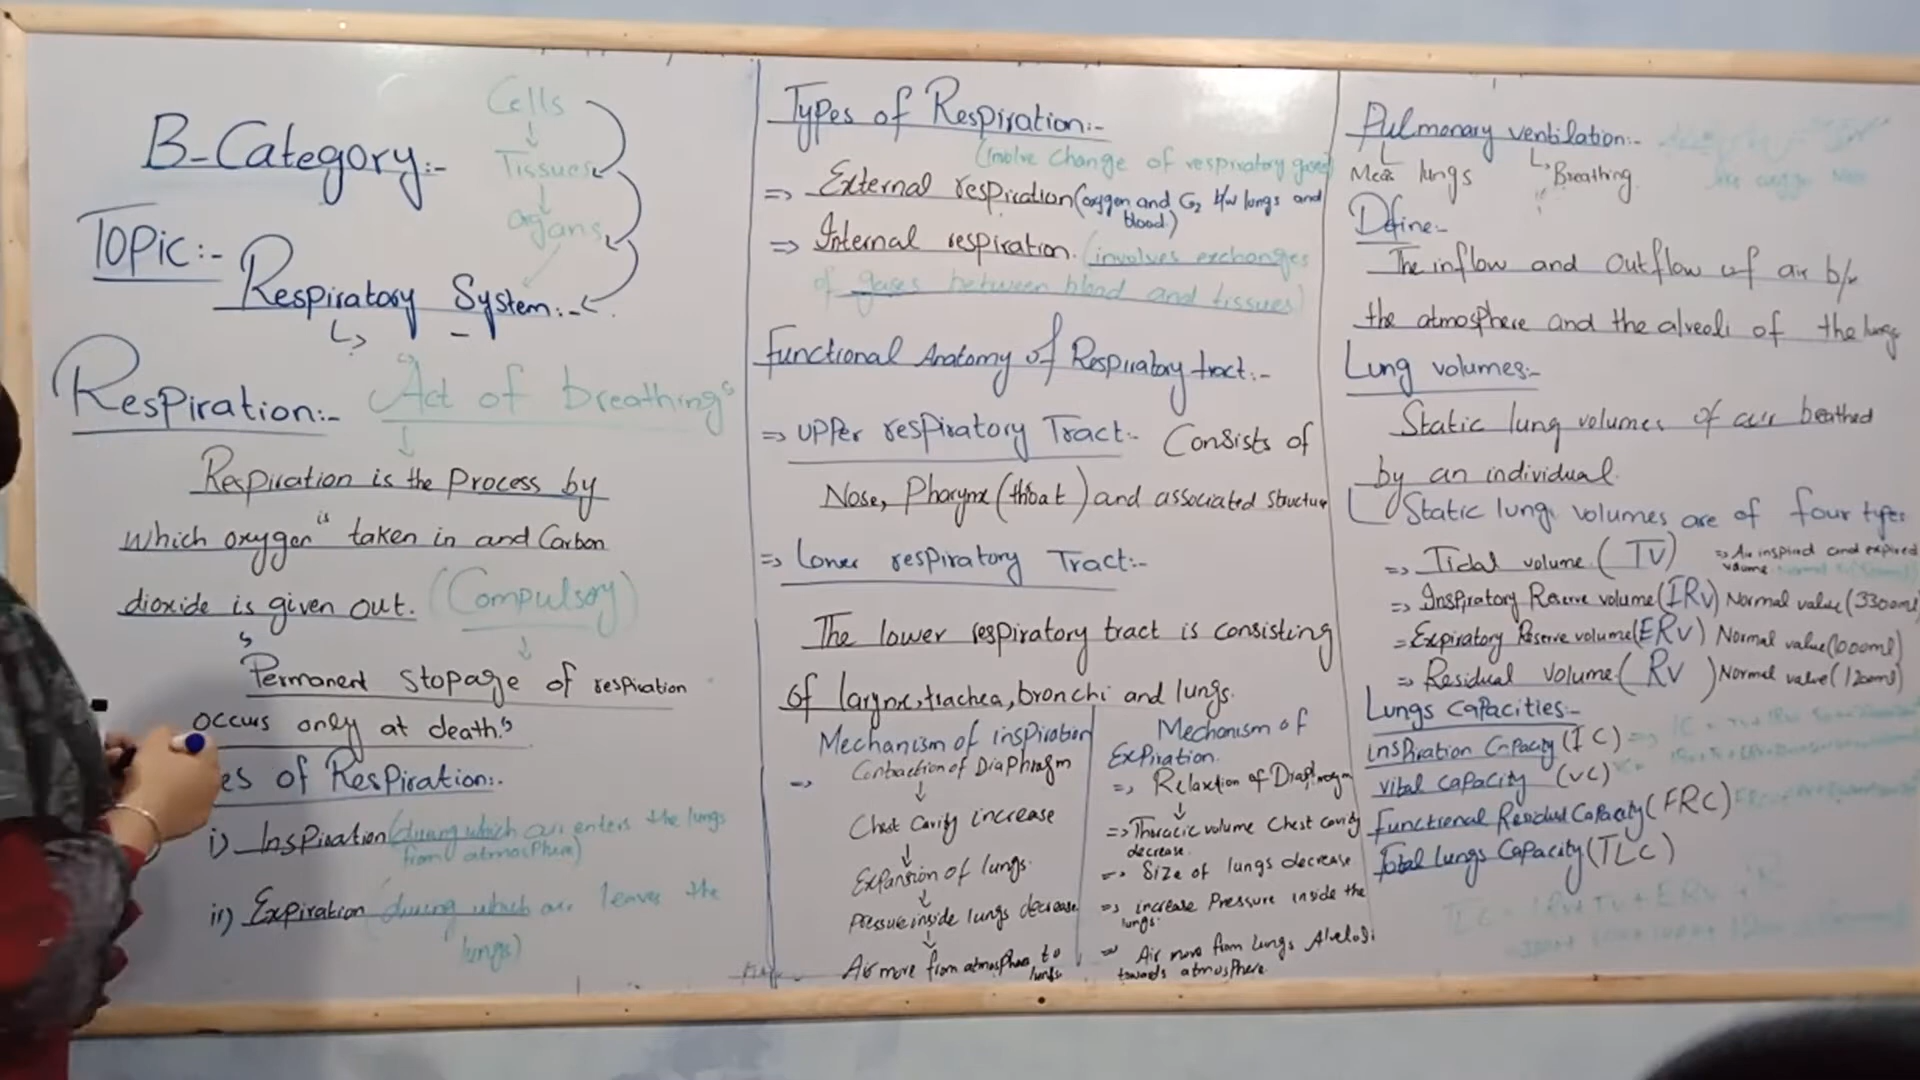 B-Category:-
Cells
Tissues
organs
Topic:-
Respiratory System:-
Respiration:- Act of breathing
Respiration is the Process by
which oxygen is taken in and Carbon
dioxide is given out. (Compulsory)
Permanent stopage of respiration
occurs only at death.
es of Respiration:-
i) Inspiration (during which air enters the lungs
from atmosphere)
ii) Expiration (during which air leaves the
lungs)
Types of Respiration:-
(Involve change of respiratory
=> External respiration (oxygen and b/w lungs and
blood)
=> Internal respiration. (involves exchanges
of gases between blood and tissues)
Functional Anatomy of Respiratory tract:-
=> Upper respiratory Tract:- Consists of
Nose, Pharynx (thoat) and associated structur
=> Lower respiratory Tract:-
The lower respiratory tract is consisting
of larynx, trachea, bronchi and lungs.
Mechanism of inspiration
=> Contraction of Diaphragm
Chest Cavity increase
Expansion of lungs
Pressure inside lungs decrease
Air move from atmosphere to
lungs
Mechanism of
Expiration.
=> Relaxtion of Diaphragm
=> Thoracic volume Chest cavity
decrease.
=> Size of lungs decrease
=> increase Pressure inside the
lungs.
=> Air move from lungs
towards atmosphere
Pulmonary ventilation:-
lungs Breathing
Define:-
The inflow and outflow of air b/w
the atmosphere and the alveoli of the lungs
Lung volumes:-
Static lung volumes of air beathed
by an individual.
Static lung volumes are of four types
=> Tidal volume (TV) => Air inspired and expired
volume
=> Inspiratory Reserve volume (IRV) Normal value (3300ml
=> Expiratory Reserve volume (ERV) Normal value (1000ml)
=> Residual volume (RV) Normal value (1200ml)
Lungs Capacities:-
Inspiration Capacity (IC) =>
vital capacity (VC)
Functional Residual Capacity (FRC)
Total lungs Capacity (TLC)